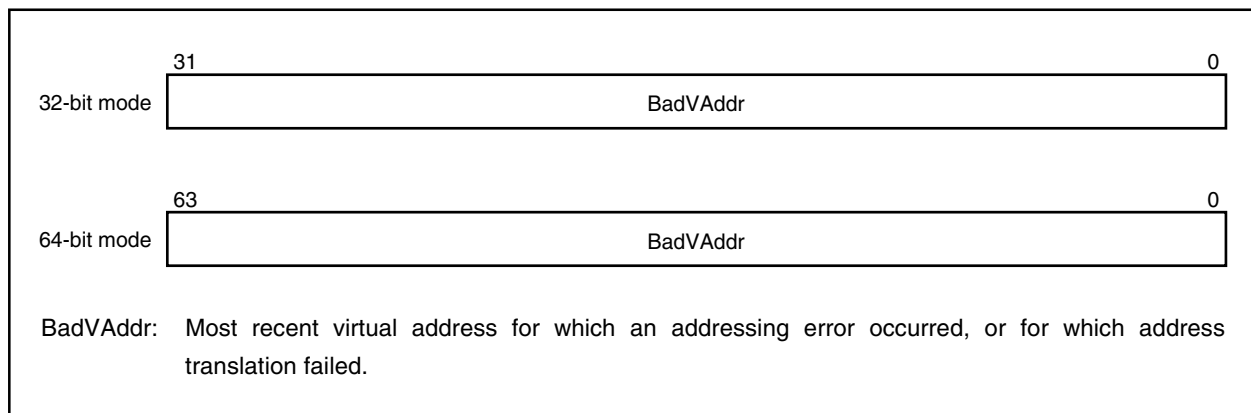 31 0
32-bit mode BadVAddr
63 0
64-bit mode BadVAddr
BadVAddr: Most recent virtual address for which an addressing error occurred, or for which address
translation failed.